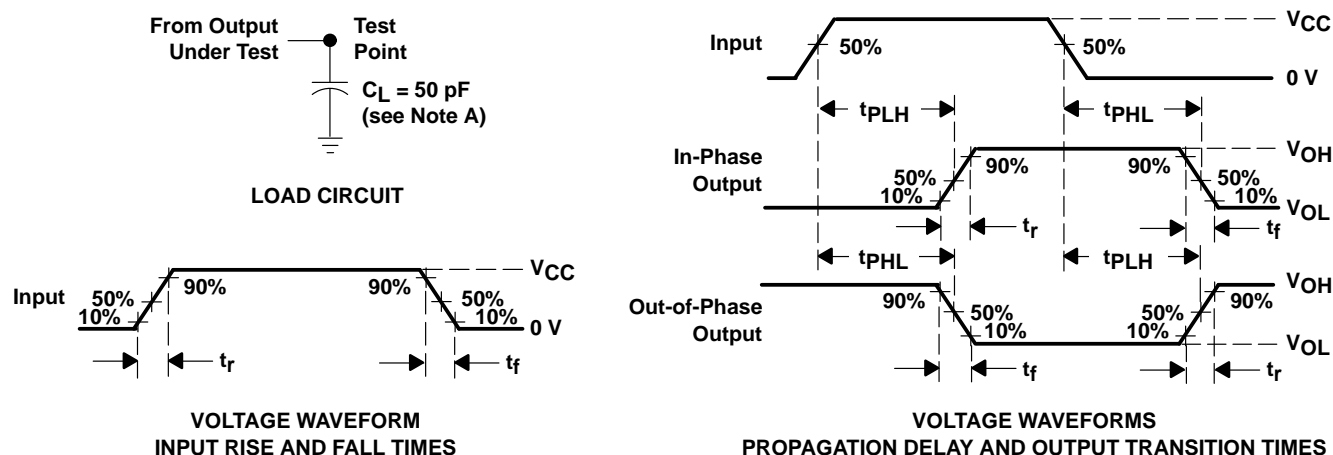 From Output
Under Test
Test
Point
CL = 50 pF
(see Note A)
LOAD CIRCUIT
Input
50%
10%
90%
90%
50%
10%
VCC
0 V
tr
tf
VOLTAGE WAVEFORM
INPUT RISE AND FALL TIMES
Input
50%
50%
VCC
0 V
tPLH
tPHL
In-Phase
Output
50%
10%
90%
90%
50%
10%
VOH
VOL
tr
tf
tPHL
tPLH
Out-of-Phase
Output
90%
50%
10%
50%
10%
90%
VOH
VOL
tf
tr
VOLTAGE WAVEFORMS
PROPAGATION DELAY AND OUTPUT TRANSITION TIMES